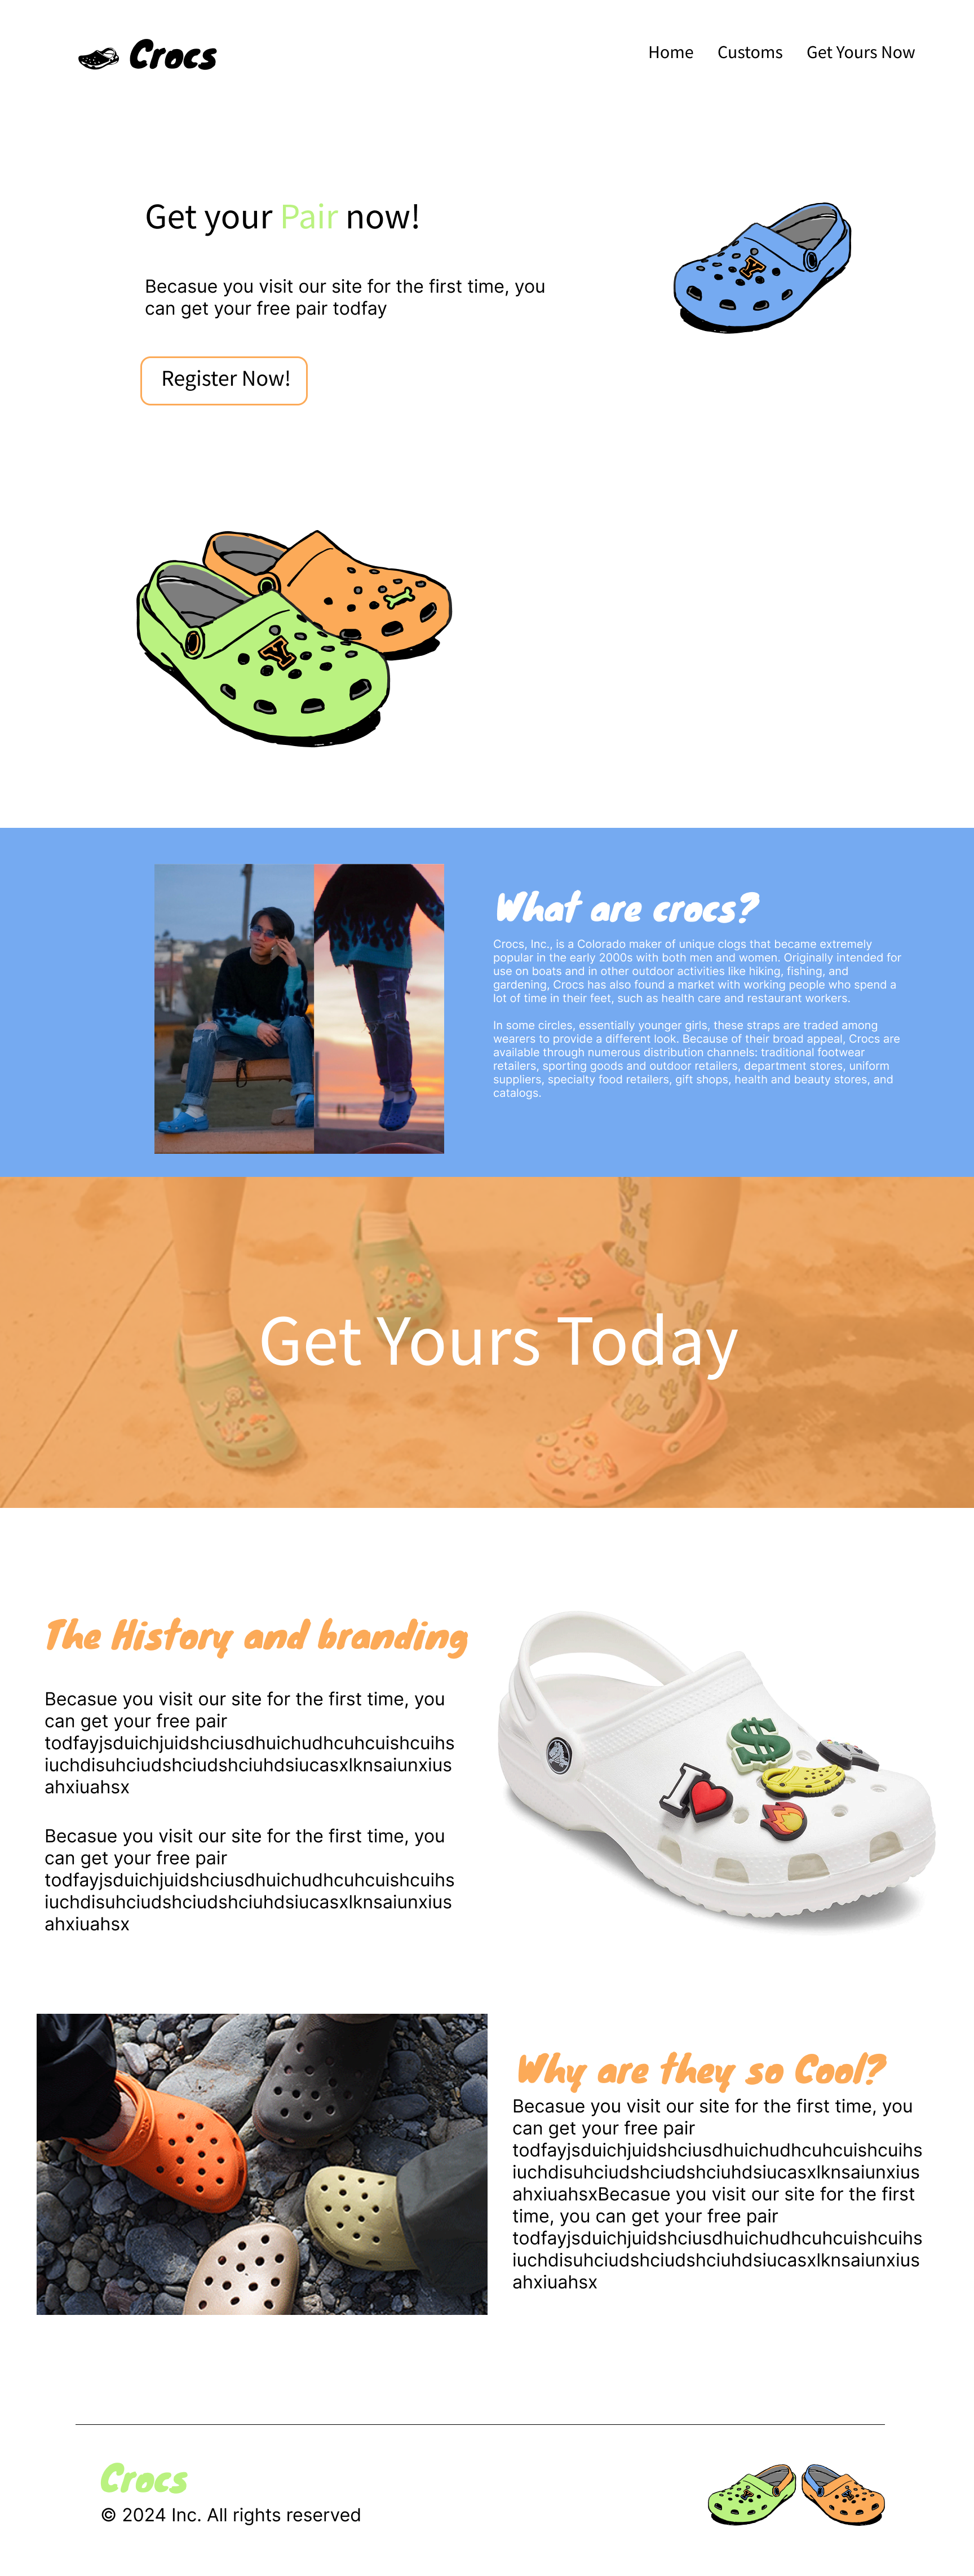 Crocs
Home Customs Get Yours Now
Get your Pair now!
Becasue you visit our site for the first time, you
can get your free pair todfay
Register Now!
What are crocs?
Crocs, Inc., is a Colorado maker of unique clogs that became extremely
popular in the early 2000s with both men and women. Originally intended for
use on boats and in other outdoor activities like hiking, fishing, and
gardening, Crocs has also found a market with working people who spend a
lot of time in their feet, such as health care and restaurant workers.
In some circles, essentially younger girls, these straps are traded among
wearers to provide a different look. Because of their broad appeal, Crocs are
available through numerous distribution channels: traditional footwear
retailers, sporting goods and outdoor retailers, department stores, uniform
suppliers, specialty food retailers, gift shops, health and beauty stores, and
catalogs.
Get Yours Today
The History and branding
Becasue you visit our site for the first time, you
can get your free pair
todfayjsduichjuidshciusdhuichudhcuhcuishcuihs
iuchdisuhciudshciudshciuhdsiucasxlknsaiunxius
ahxiuahsx
Becasue you visit our site for the first time, you
can get your free pair
todfayjsduichjuidshciusdhuichudhcuhcuishcuihs
iuchdisuhciudshciudshciuhdsiucasxlknsaiunxius
ahxiuahsx
I
$
Why are they so Cool?
Becasue you visit our site for the first time, you
can get your free pair
todfayjsduichjuidshciusdhuichudhcuhcuishcuihs
iuchdisuhciudshciudshciuhdsiucasxlknsaiunxius
ahxiuahsxBecasue you visit our site for the first
time, you can get your free pair
todfayjsduichjuidshciusdhuichudhcuhcuishcuihs
iuchdisuhciudshciudshciuhdsiucasxlknsaiunxius
ahxiuahsx
Crocs
© 2024 Inc. All rights reserved